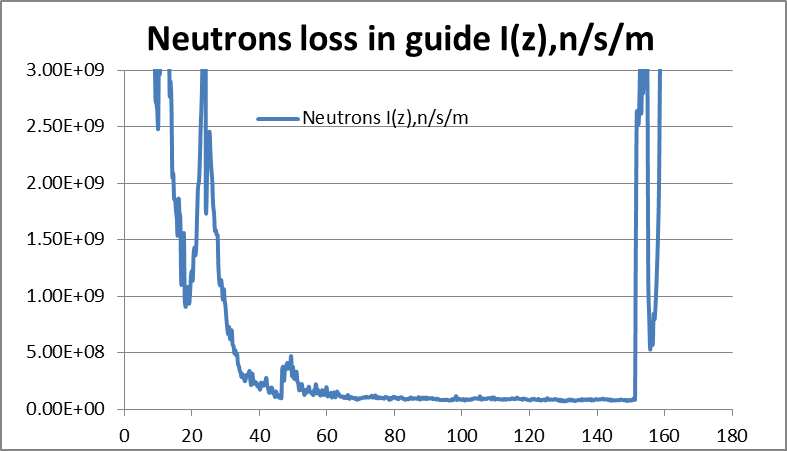 Neutrons loss in guide I(z),n/s/m
3.00E+09
Neutrons I(z),n/s/m
2.50E+09
2.00E+09
1.50E+09
1.00E+09
5.00E+08
0.00E+00
0 20 40 60 80 100 120 140 160 180